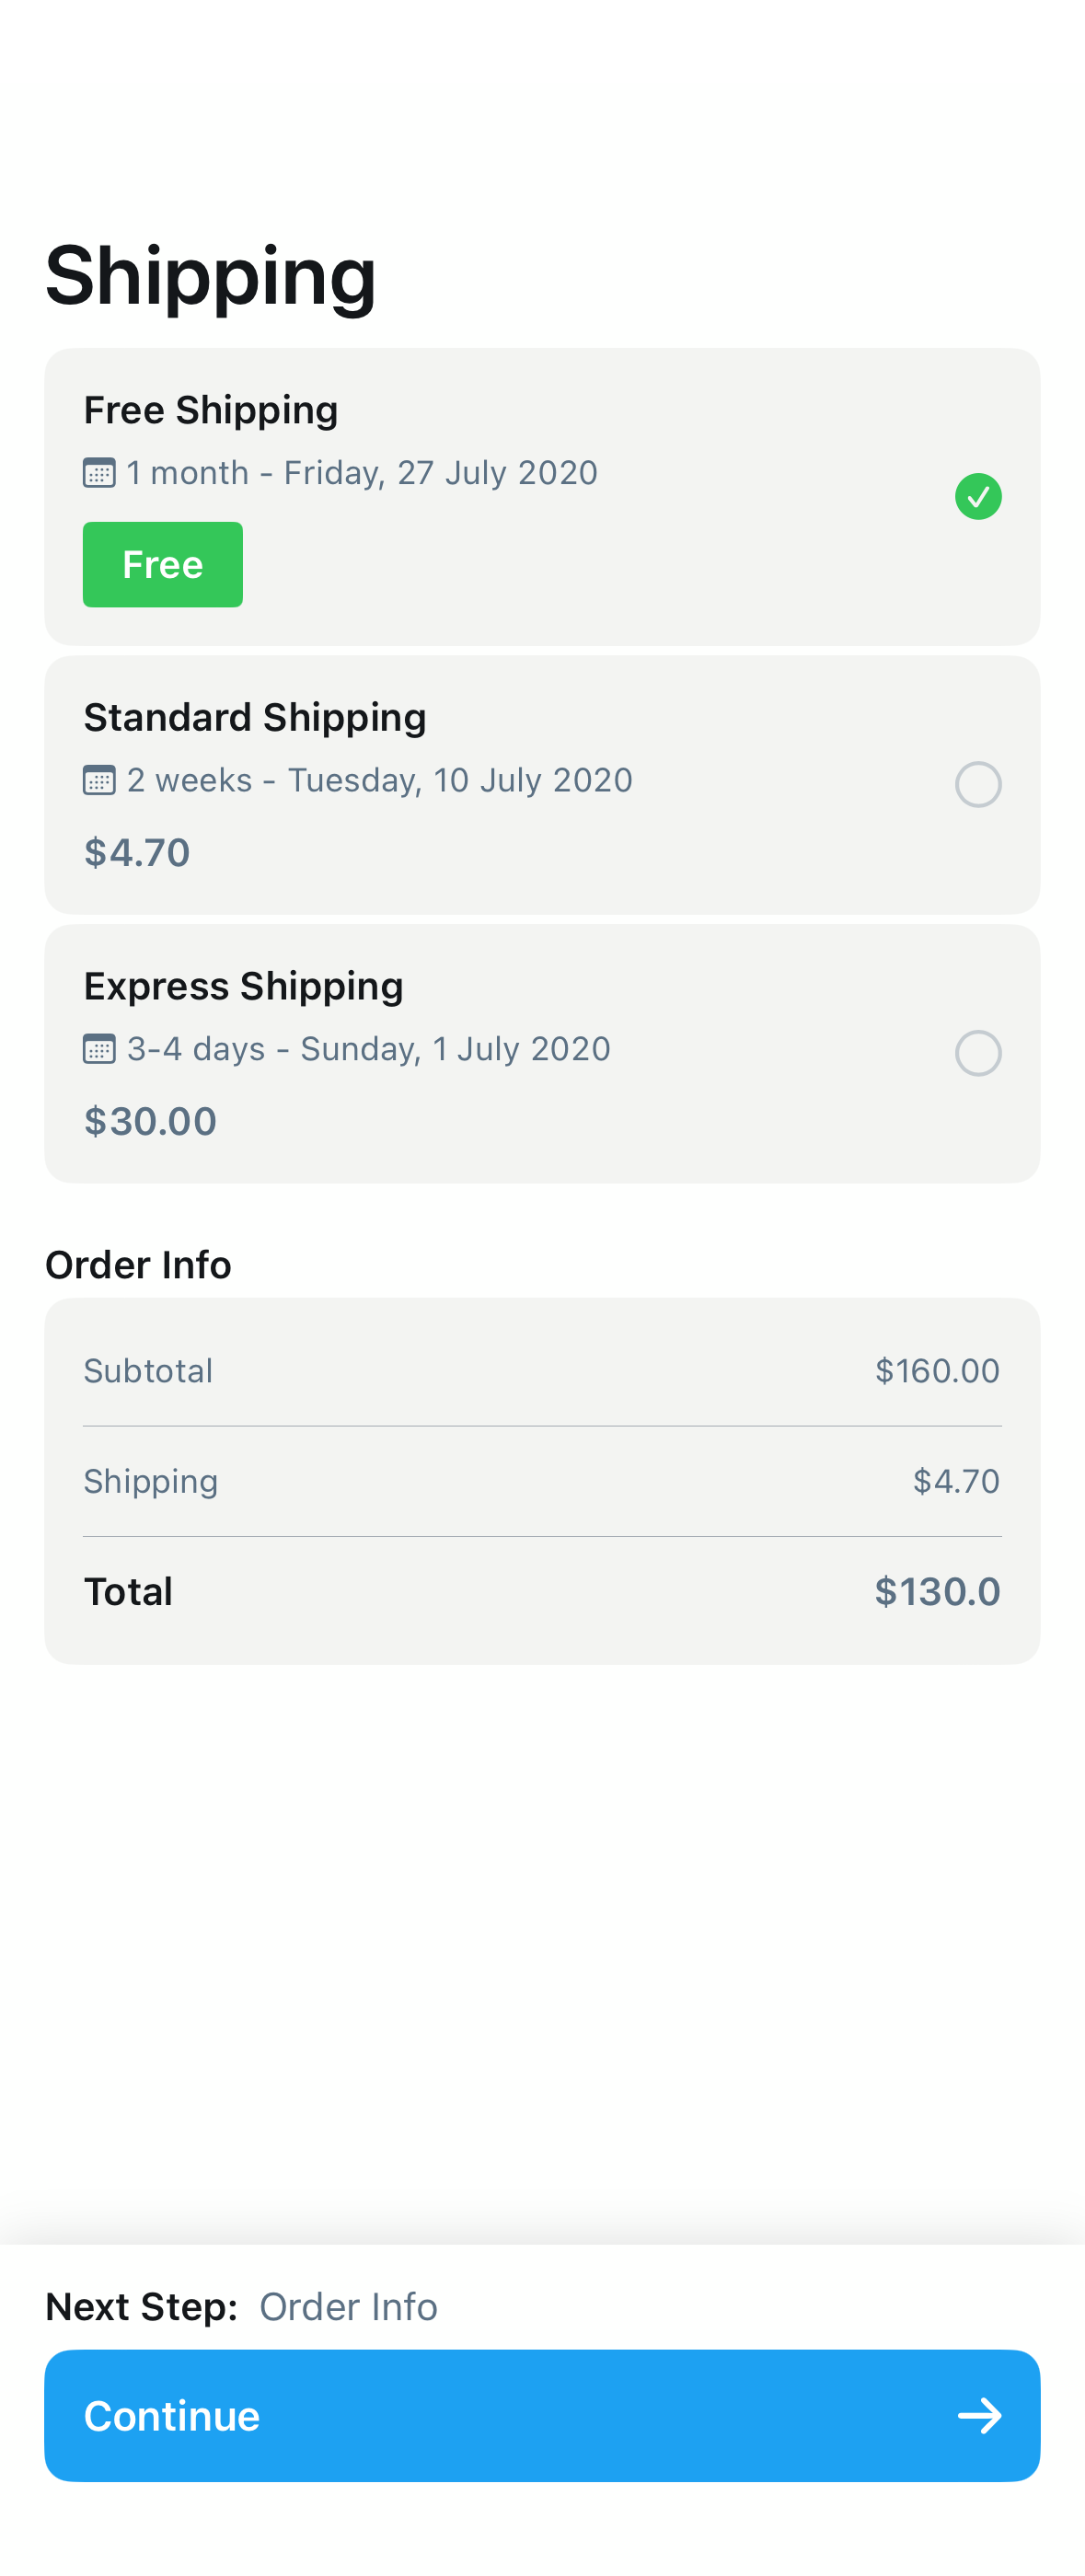 Shipping
Free Shipping
1 month - Friday, 27 July 2020
Free
Standard Shipping
2 weeks - Tuesday, 10 July 2020
$4.70
Express Shipping
3-4 days - Sunday, 1 July 2020
$30.00
Order Info
Subtotal $160.00
Shipping $4.70
Total $130.0
Next Step: Order Info
Continue